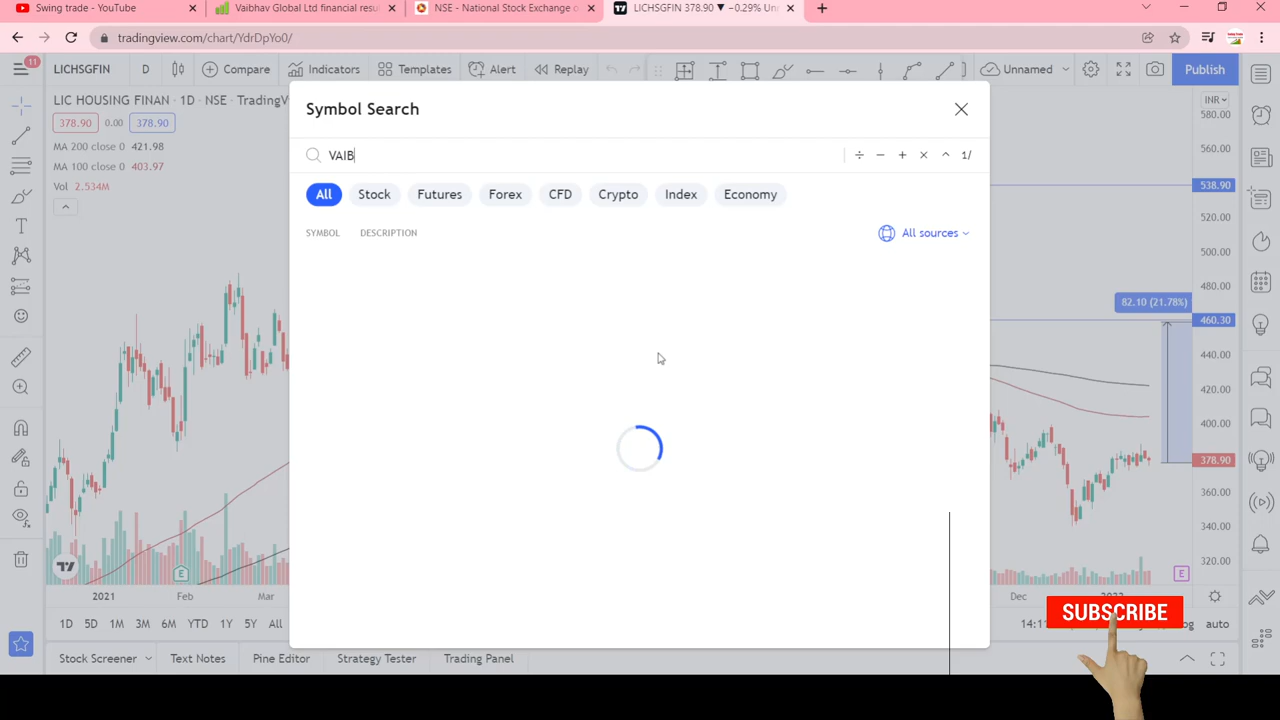 Swing trade - YouTube
Vaibhav Global Ltd financial resul
NSE - National Stock Exchange o
LICHSGFIN 378.90 ▼ −0.29% Un
tradingview.com/chart/YdrDpYo0/
11
LICHSGFIN
D
Compare
Indicators
Templates
Alert
Replay
Unnamed
Publish
LIC HOUSING FINAN · 1D · NSE · TradingV
378.90 0.00 378.90
MA 200 close 0 421.98
MA 100 close 0 403.97
Vol 2.534M
Symbol Search
VAIB
÷ − + × ^ 1/
All
Stock
Futures
Forex
CFD
Crypto
Index
Economy
SYMBOL
DESCRIPTION
All sources
INR
580.00
560.00
538.90
520.00
500.00
480.00
82.10 (21.78%)
460.30
440.00
420.00
400.00
378.90
360.00
340.00
320.00
E
E
2021
Feb
Mar
Dec
1D 5D 1M 3M 6M YTD 1Y 5Y All
auto
SUBSCRIBE
Stock Screener
Text Notes
Pine Editor
Strategy Tester
Trading Panel